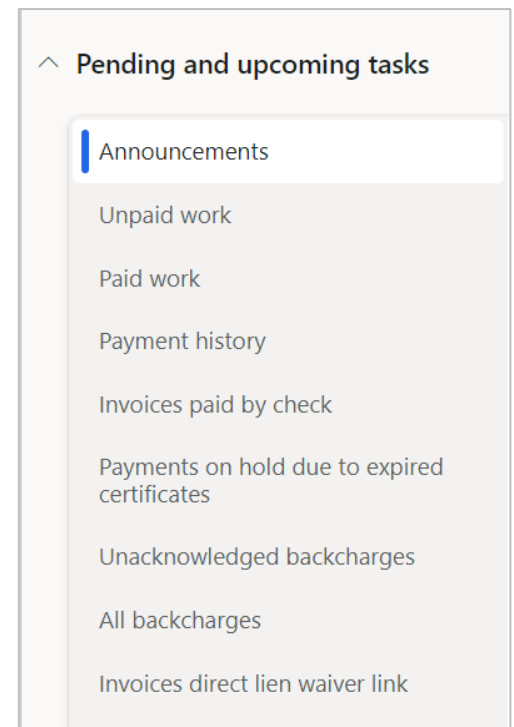 Pending and upcoming tasks
Announcements
Unpaid work
Paid work
Payment history
Invoices paid by check
Payments on hold due to expired
certificates
Unacknowledged backcharges
All backcharges
Invoices direct lien waiver link